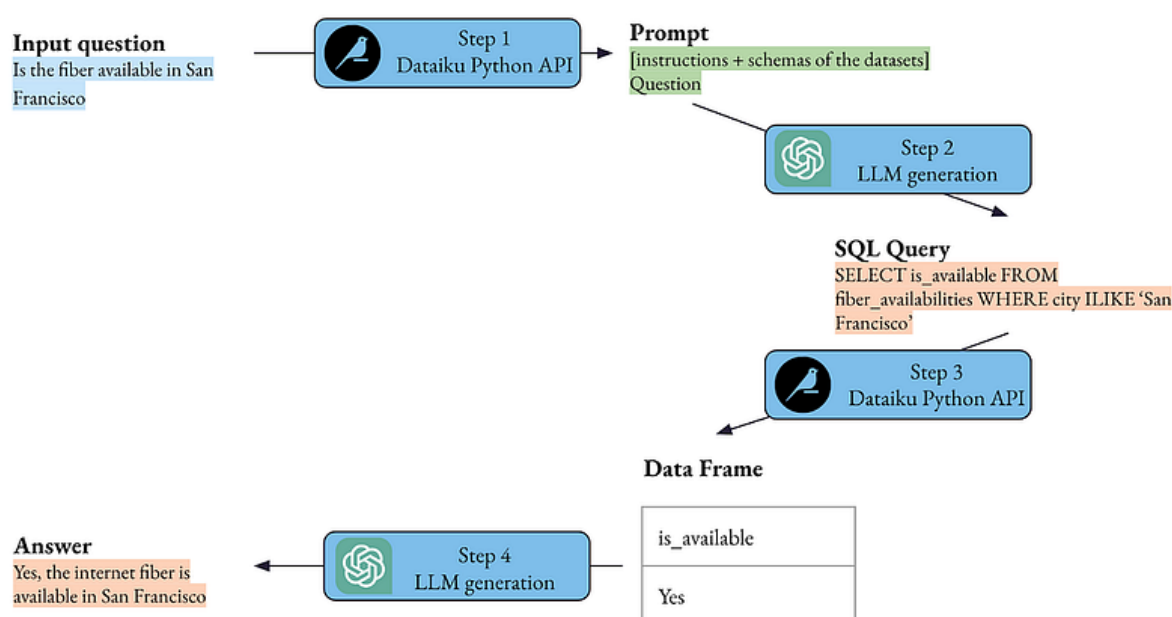 Input question
Is the fiber available in San
Francisco
Step 1
Dataiku Python API
Prompt
[instructions + schemas of the datasets]
Question
Step 2
LLM generation
SQL Query
SELECT is_available FROM
fiber_availabilities WHERE city ILIKE ‘San
Francisco’
Step 3
Dataiku Python API
Data Frame
is_available
Yes
Step 4
LLM generation
Answer
Yes, the internet fiber is
available in San Francisco